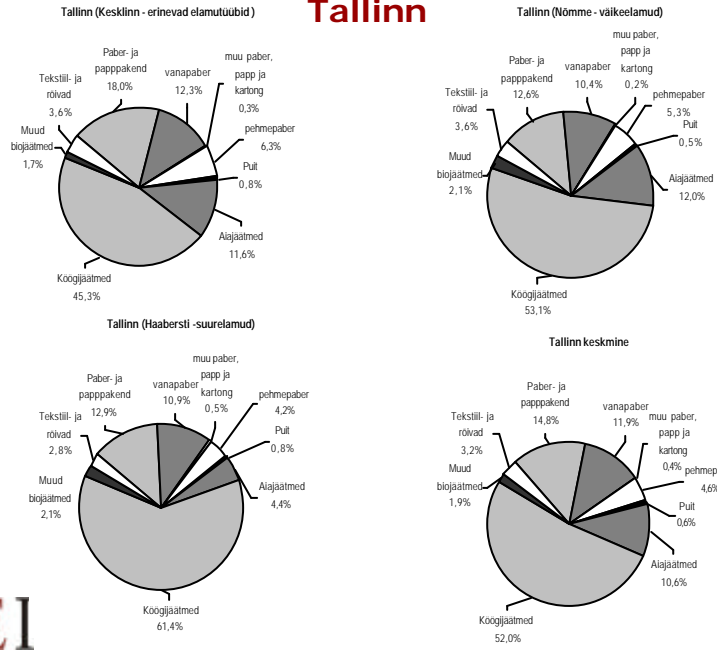 Tallinn
Tallinn (Kesklinn - erinevad elamutüübid )
Paber- ja
papppakend
18,0%
vanapaber
12,3%
muu paber,
papp ja
kartong
0,3%
pehmepaber
6,3%
Puit
0,8%
Aiajäätmed
11,6%
Köögijäätmed
45,3%
Muud
biojäätmed
1,7%
Tekstiil- ja
rõivad
3,6%
Tallinn (Nõmme - väikeelamud)
Paber- ja
papppakend
12,6%
vanapaber
10,4%
muu paber,
papp ja
kartong
0,2%
pehmepaber
5,3%
Puit
0,5%
Aiajäätmed
12,0%
Köögijäätmed
53,1%
Muud
biojäätmed
2,1%
Tekstiil- ja
rõivad
3,6%
Tallinn (Haabersti -suurelamud)
Paber- ja
papppakend
12,9%
vanapaber
10,9%
muu paber,
papp ja
kartong
0,5%
pehmepaber
4,2%
Puit
0,8%
Aiajäätmed
4,4%
Köögijäätmed
61,4%
Muud
biojäätmed
2,1%
Tekstiil- ja
rõivad
2,8%
Tallinn keskmine
Paber- ja
papppakend
14,8%
vanapaber
11,9%
muu paber,
papp ja
kartong
0,4%
pehmep
4,6%
Puit
0,6%
Aiajäätmed
10,6%
Köögijäätmed
52,0%
Muud
biojäätmed
1,9%
Tekstiil- ja
rõivad
3,2%